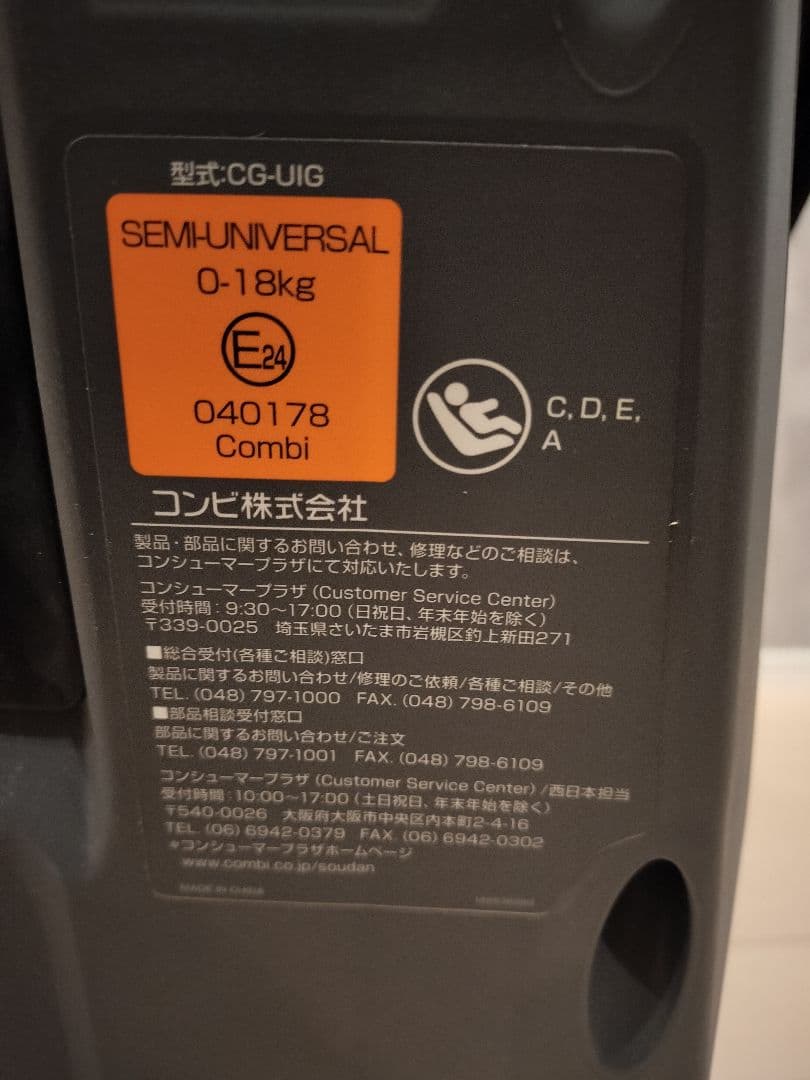 型式:CG-UIG
SEMI-UNIVERSAL
0-18kg
E24
040178
Combi
C, D, E,
A
コンビ株式会社
製品・部品に関するお問い合わせ、修理などのご相談は、
コンシューマープラザにて対応いたします。
コンシューマープラザ (Customer Service Center)
受付時間：9:30～17:00 (日祝日、年末年始を除く)
〒339-0025 埼玉県さいたま市岩槻区釣上新田271
■総合受付(各種ご相談)窓口
製品に関するお問い合わせ/修理のご依頼/各種ご相談/その他
TEL. (048) 797-1000 FAX. (048) 798-6109
■部品相談受付窓口
部品に関するお問い合わせ/ご注文
TEL. (048) 797-1001 FAX. (048) 798-6109
コンシューマープラザ (Customer Service Center) /西日本担当
受付時間：10:00～17:00 (土日祝日、年末年始を除く)
〒540-0026 大阪府大阪市中央区内本町2-4-16
TEL. (06) 6942-0379 FAX. (06) 6942-0302
*コンシューマープラザホームページ
www.combi.co.jp/soudan
MADE IN CHINA